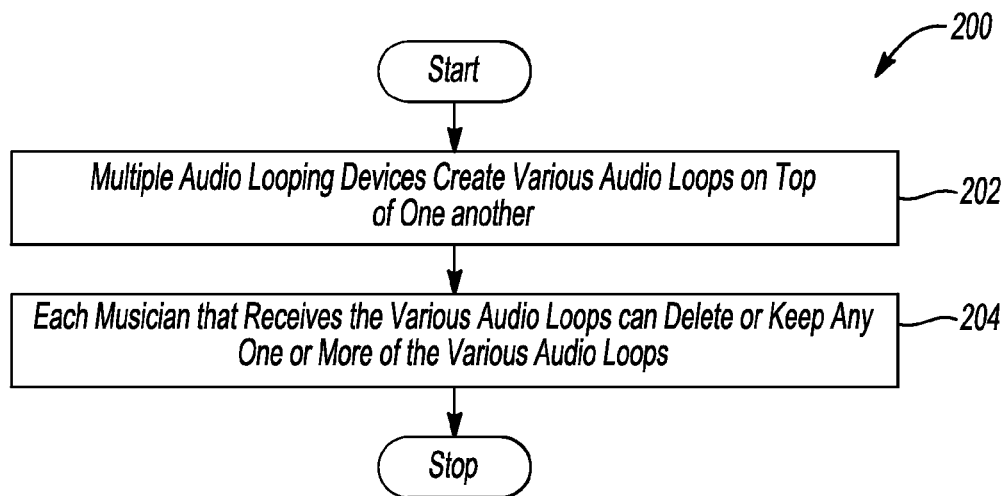 200
Start
Multiple Audio Looping Devices Create Various Audio Loops on Top
of One another
202
Each Musician that Receives the Various Audio Loops can Delete or Keep Any
One or More of the Various Audio Loops
204
Stop